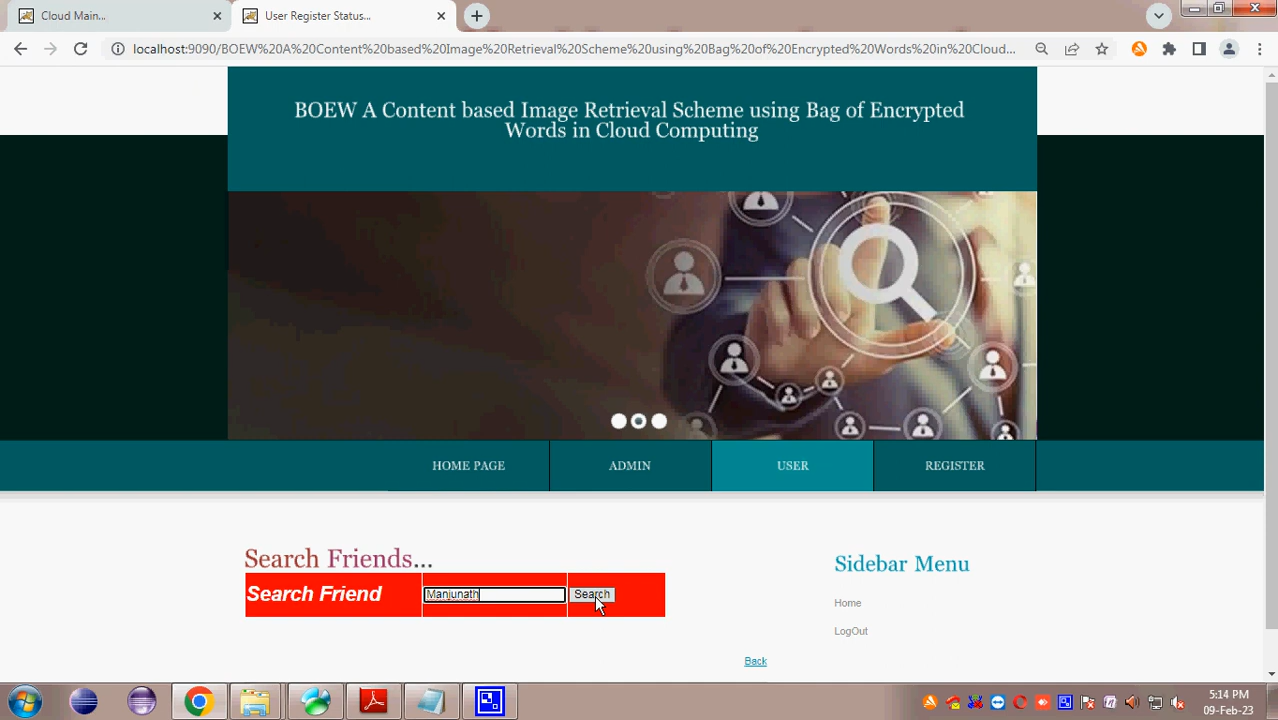 Cloud Main...
User Register Status...
localhost:9090/BOEW%20A%20Content%20based%20Image%20Retrieval%20Scheme%20using%20Bag%20of%20Encrypted%20Words%20in%20Cloud...
BOEW A Content based Image Retrieval Scheme using Bag of Encrypted
Words in Cloud Computing
HOME PAGE
ADMIN
USER
REGISTER
Search Friends...
Sidebar Menu
Search Friend
Manjunath
Search
Home
LogOut
Back
5:14 PM
09-Feb-23